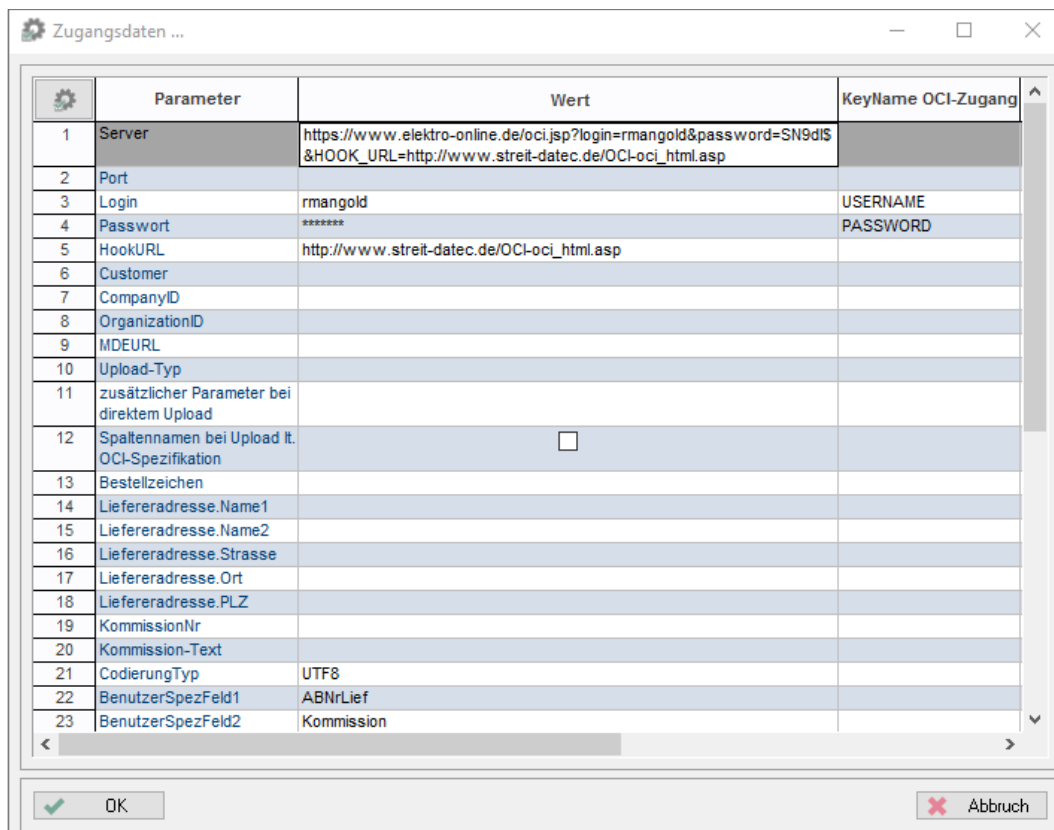 Zugangsdaten ...
Parameter Wert KeyName OCI-Zugang
1 Server https://www.elektro-online.de/oci.jsp?login=rmangold&password=SN9dl$
&HOOK_URL=http://www.streit-datec.de/OCI-oci_html.asp
2 Port
3 Login rmangold USERNAME
4 Passwort ******* PASSWORD
5 HookURL http://www.streit-datec.de/OCI-oci_html.asp
6 Customer
7 CompanyID
8 OrganizationID
9 MDEURL
10 Upload-Typ
11 zusätzlicher Parameter bei
direktem Upload
12 Spaltennamen bei Upload lt.
OCI-Spezifikation
13 Bestellzeichen
14 Liefereradresse.Name1
15 Liefereradresse.Name2
16 Liefereradresse.Strasse
17 Liefereradresse.Ort
18 Liefereradresse.PLZ
19 KommissionNr
20 Kommission-Text
21 CodierungTyp UTF8
22 BenutzerSpezFeld1 ABNrLief
23 BenutzerSpezFeld2 Kommission
OK Abbruch